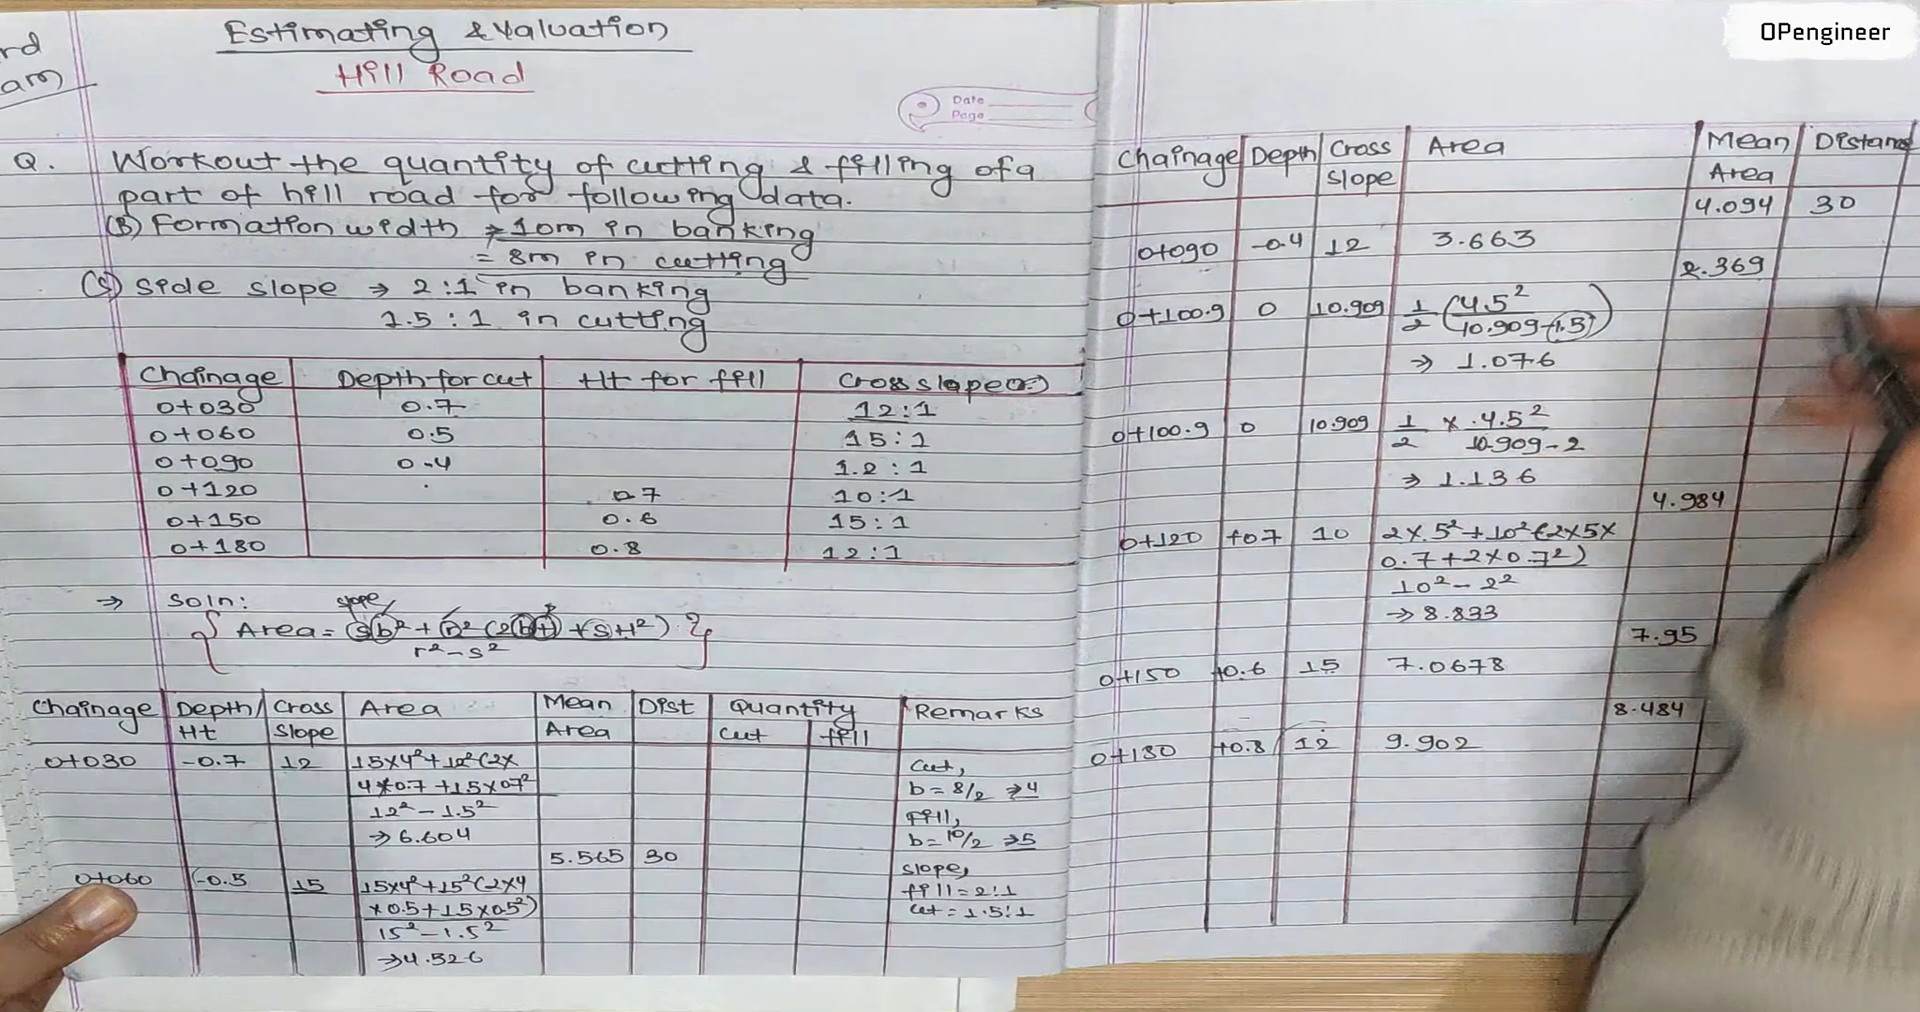 OPengineer
rd
am
Estimating & Valuation
Hill Road
Date
Page
Q. Workout the quantity of cutting & filling of a
part of hill road for following data.
(B) Formation width → 10m in banking
= 8m in cutting
(S) Side slope → 2:1 in banking
1.5:1 in cutting
Chainage Depth for cut Ht for fill Cross slope(r)
0+030 0.7 12:1
0+060 0.5 15:1
0+090 0.4 12:1
0+120 0.7 10:1
0+150 0.6 15:1
0+180 0.8 12:1
→ Soln: slope
{ Area = sb² + r² (2bH + sH²) }
r² - s²
Chainage Depth/ Cross Area Mean Dist Quantity Remarks
Ht Slope Area cut fill
0+030 -0.7 12 1.5×4²+12²(2× Cut,
4×0.7+1.5×0.7² b = 8/2 → 4
12²-1.5² fill,
→ 6.604 b = 10/2 → 5
5.565 30 slope,
0+060 -0.5 15 1.5×4²+15²(2×4 fill = 2:1
×0.5+1.5×0.5²) cut = 1.5:1
15²-1.5²
→ 4.526
Chainage Depth Cross Area Mean Distanc
slope Area
4.094 30
0+090 -0.4 12 3.663
2.369
0+100.9 0 10.909 1/2 (4.5² / 10.909-1.5)
→ 1.076
0+100.9 0 10.909 1/2 × 4.5² / 10.909-2
→ 1.136
4.984
0+120 +0.7 10 2×5²+10²(2×5×
0.7+2×0.7²)
10²-2²
→ 8.833
7.95
0+150 +0.6 15 7.0678
8.484
0+180 +0.8 12 9.902